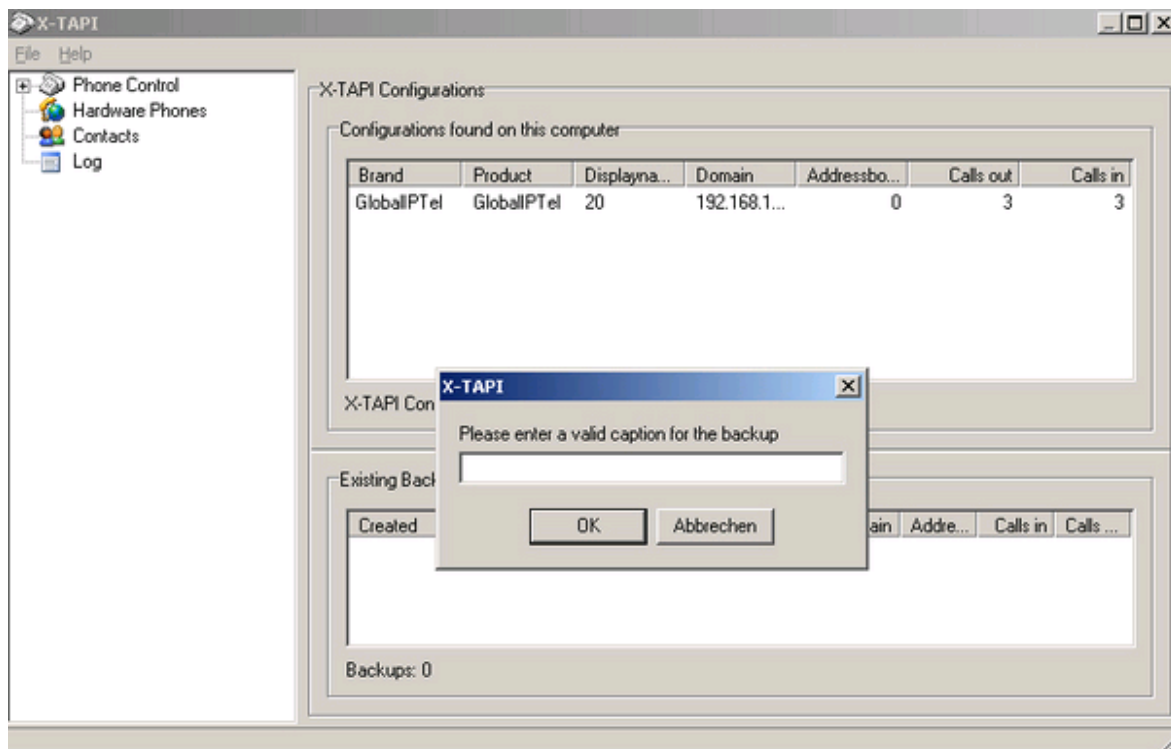 X-TAPI
File Help
Phone Control
Hardware Phones
Contacts
Log
X-TAPI Configurations
Configurations found on this computer
Brand Product Displayna... Domain Addressbo... Calls out Calls in
GlobalIPTel GlobalIPTel 20 192.168.1... 0 3 3
X-TAPI Con
X-TAPI
Please enter a valid caption for the backup
OK Abbrechen
Existing Back
Created ain Addre... Calls in Calls ...
Backups: 0